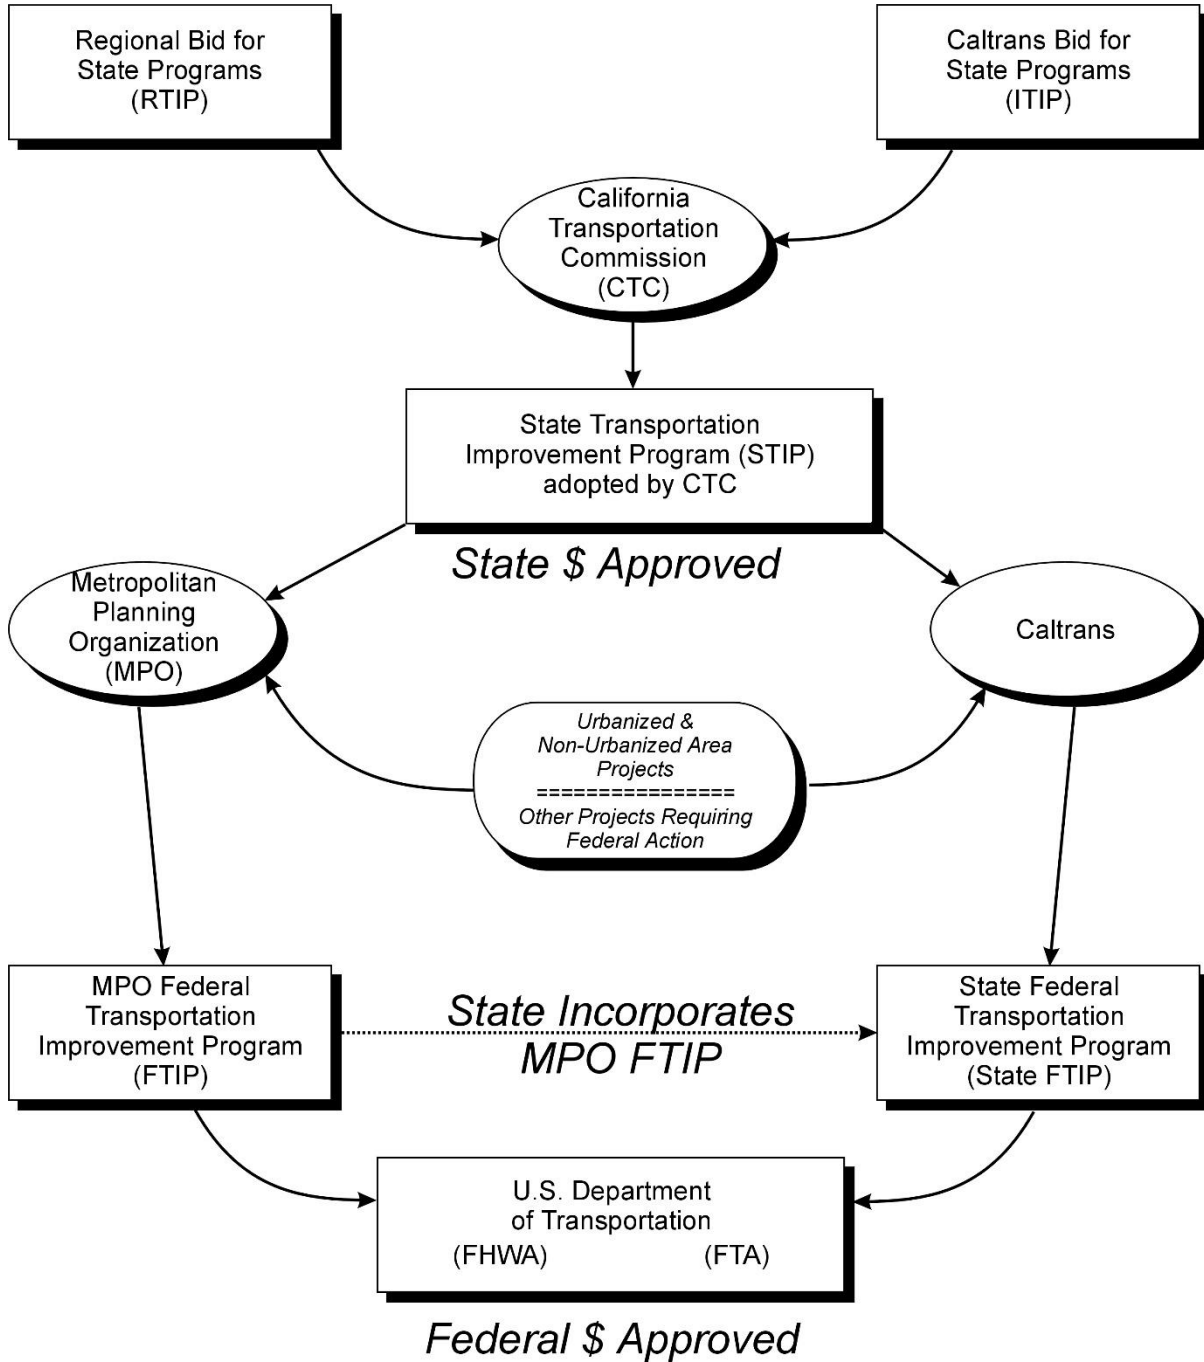 Regional Bid for
State Programs
(RTIP)
Caltrans Bid for
State Programs
(ITIP)
California
Transportation
Commission
(CTC)
State Transportation
Improvement Program (STIP)
adopted by CTC
State $ Approved
Metropolitan
Planning
Organization
(MPO)
Caltrans
Urbanized &
Non-Urbanized Area
Projects
================
Other Projects Requiring
Federal Action
MPO Federal
Transportation
Improvement Program
(FTIP)
State Incorporates
MPO FTIP
State Federal
Transportation
Improvement Program
(State FTIP)
U.S. Department
of Transportation
(FHWA) (FTA)
Federal $ Approved